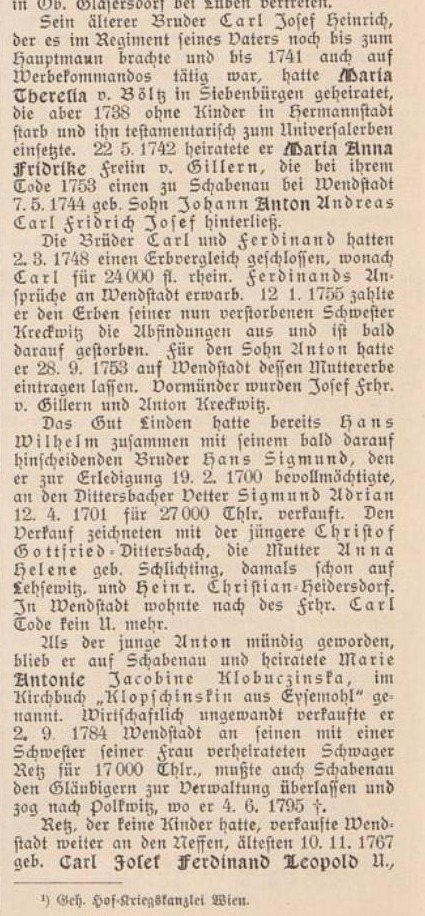 in Ob. Gläsersdorf bei Lüben vertreten.
Sein älterer Bruder Carl Josef Heinrich,
der es im Regiment seines Vaters noch bis zum
Hauptmann brachte und bis 1741 auch auf
Werbekommandos tätig war, hatte Maria
Theresia v. Böltz in Siebenbürgen geheiratet,
die aber 1738 ohne Kinder in Hermannstadt
starb und ihn testamentarisch zum Universalerben
einsetzte. 22 5. 1742 heiratete er Maria Anna
Fridrike Freiin v. Gillern, die bei ihrem
Tode 1753 einen zu Schabenau bei Wendstadt
7. 5. 1744 geb. Sohn Johann Anton Andreas
Carl Fridrich Josef hinterließ.
Die Brüder Carl und Ferdinand hatten
2. 3. 1748 einen Erbvergleich geschlossen, wonach
Carl für 24 000 fl. rhein. Ferdinands An-
sprüche an Wendstadt erwarb. 12 1. 1755 zahlte
er den Erben seiner nun verstorbenen Schwester
Kreckwitz die Abfindungen aus und ist bald
darauf gestorben. Für den Sohn Anton hatte
er 28. 9. 1753 auf Wendstadt dessen Muttererbe
eintragen lassen. Vormünder wurden Josef Frhr.
v. Gillern und Anton Kreckwitz.
Das Gut Linden hatte bereits Hans
Wilhelm zusammen mit seinem bald darauf
hinscheidenden Bruder Hans Sigmund, den
er zur Erledigung 19. 2. 1700 bevollmächtigte,
an den Dittersbacher Vetter Sigmund Adrian
12. 4. 1701 für 27 000 Thlr. verkauft. Den
Verkauf zeichneten mit der jüngere Christof
Gottfried-Dittersbach, die Mutter Anna
Helene geb. Schlichting, damals schon auf
Lehsewitz, und Heinr. Christian-Heidersdorf.
In Wendstadt wohnte nach des Frhr. Carl
Tode kein U. mehr.
Als der junge Anton mündig geworden,
blieb er auf Schabenau und heiratete Marie
Antonie Jacobine Klobuczinska, im
Kirchbuch „Klopschinskin aus Eysemohl“ ge-
nannt. Wirtschaftlich ungewandt verkaufte er
2. 9. 1784 Wendstadt an seinen mit einer
Schwester seiner Frau verheirateten Schwager
Retz für 17 000 Thlr., mußte auch Schabenau
den Gläubigern zur Verwaltung überlassen und
zog nach Polkwitz, wo er 4. 6. 1795 †.
Retz, der keine Kinder hatte, verkaufte Wend-
stadt weiter an den Neffen, ältesten 10. 11. 1767
geb. Carl Josef Ferdinand Leopold U.,
¹) Geh. Hof-Kriegskanzlei Wien.